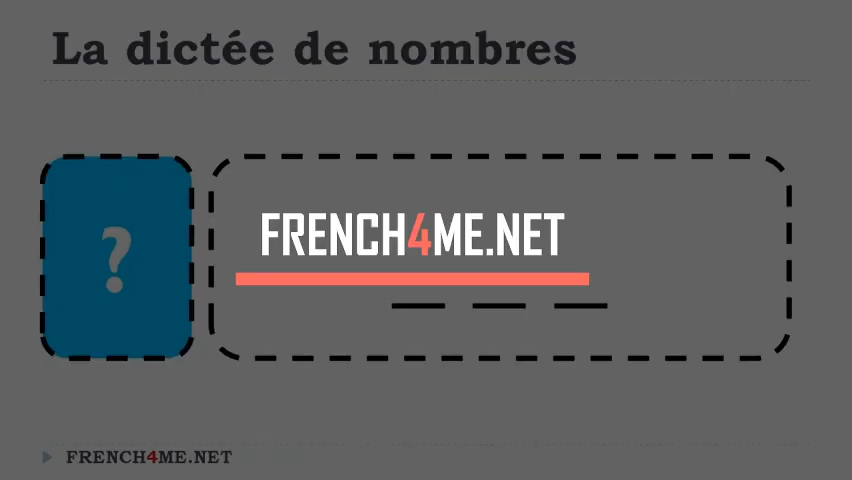 La dictée de nombres
?
FRENCH4ME.NET
FRENCH4ME.NET